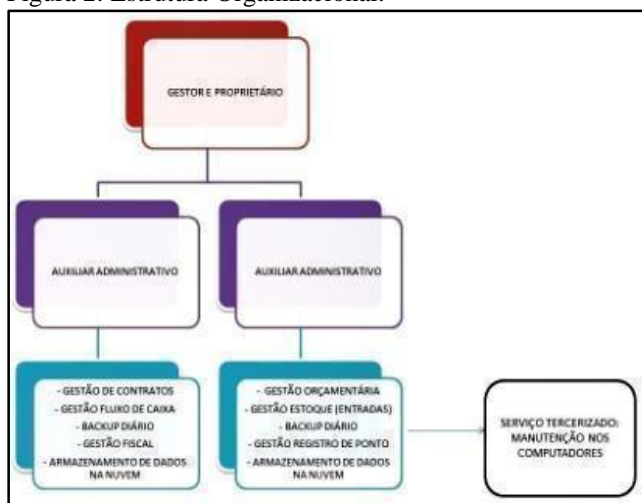 Figura 2: Estrutura Organizacional.
GESTOR E PROPRIETÁRIO
AUXILIAR ADMINISTRATIVO
AUXILIAR ADMINISTRATIVO
- GESTÃO DE CONTRATOS
- GESTÃO FLUXO DE CAIXA
- BACKUP DIÁRIO
- GESTÃO FISCAL
- ARMAZENAMENTO DE DADOS
NA NUVEM
- GESTÃO ORÇAMENTÁRIA
- GESTÃO ESTOQUE (ENTRADAS)
- BACKUP DIÁRIO
- GESTÃO REGISTRO DE PONTO
- ARMAZENAMENTO DE DADOS
NA NUVEM
SERVIÇO TERCERIZADO:
MANUTENÇÃO NOS
COMPUTADORES